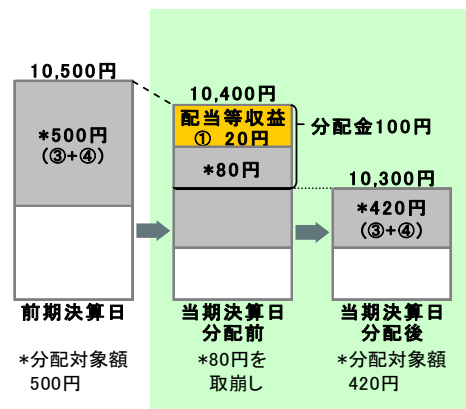 10,500円
*500円
(③+④)
前期決算日
*分配対象額
500円
10,400円
配当等収益
① 20円
*80円
分配金100円
当期決算日
分配前
*80円を
取崩し
10,300円
*420円
(③+④)
当期決算日
分配後
*分配対象額
420円